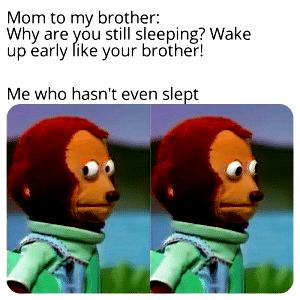 Mom to my brother:
Why are you still sleeping? Wake
up early like your brother!
Me who hasn't even slept